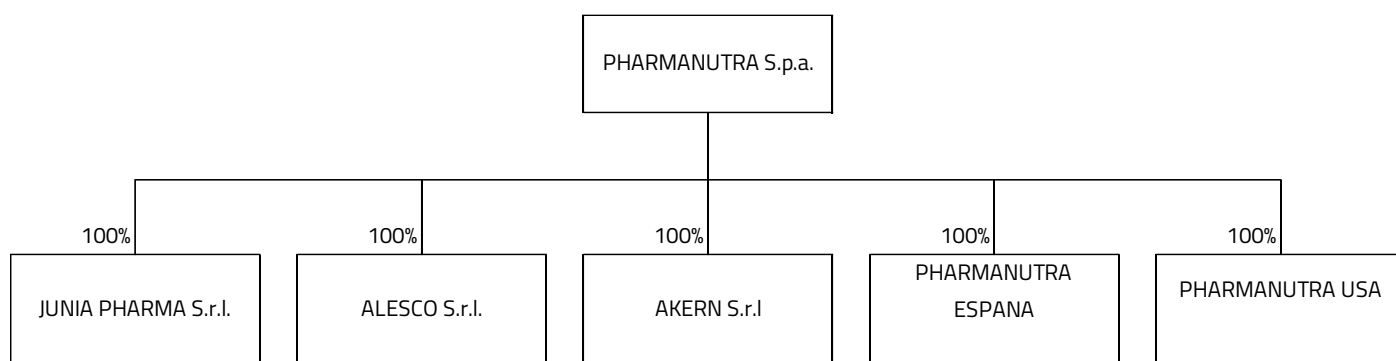 PHARMANUTRA S.p.a.
100%
100%
100%
100%
100%
JUNIA PHARMA S.r.l.
ALESCO S.r.l.
AKERN S.r.l
PHARMANUTRA
ESPANA
PHARMANUTRA USA